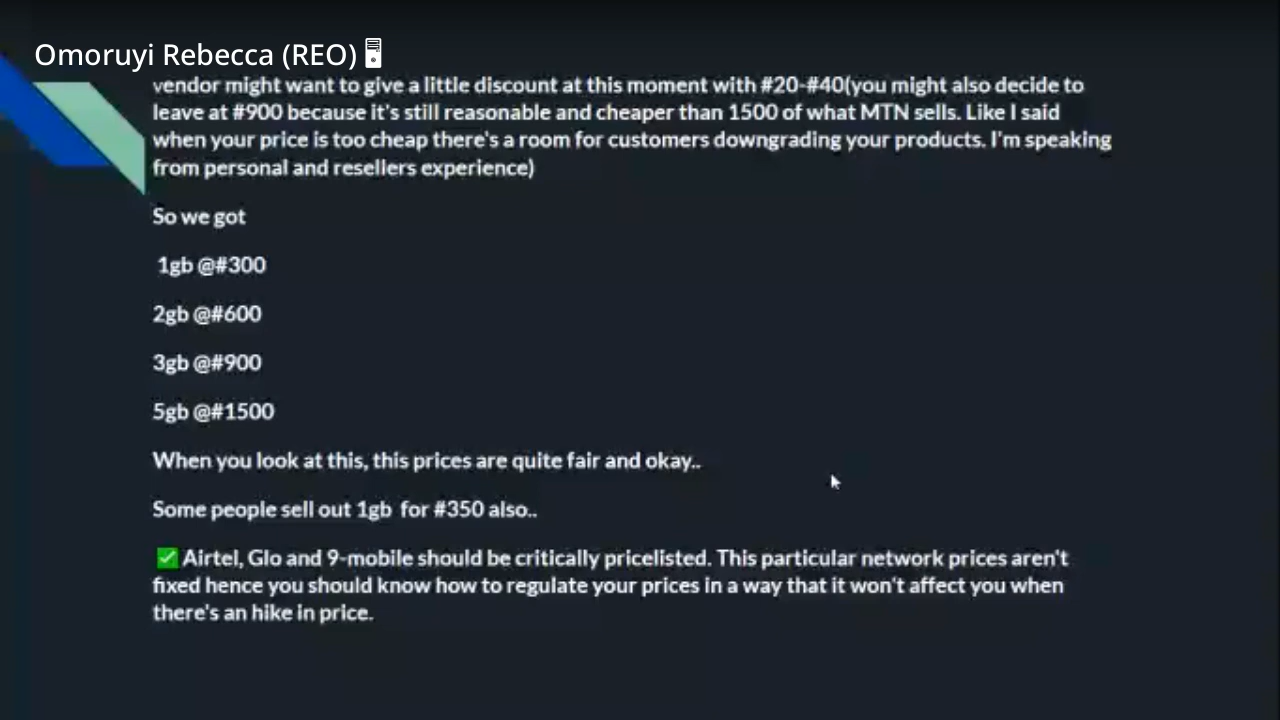 Omoruyi Rebecca (REO)
vendor might want to give a little discount at this moment with #20-#40(you might also decide to
leave at #900 because it's still reasonable and cheaper than 1500 of what MTN sells. Like I said
when your price is too cheap there's a room for customers downgrading your products. I'm speaking
from personal and resellers experience)
So we got
1gb @#300
2gb @#600
3gb @#900
5gb @#1500
When you look at this, this prices are quite fair and okay..
Some people sell out 1gb for #350 also..
✅ Airtel, Glo and 9-mobile should be critically pricelisted. This particular network prices aren't
fixed hence you should know how to regulate your prices in a way that it won't affect you when
there's an hike in price.